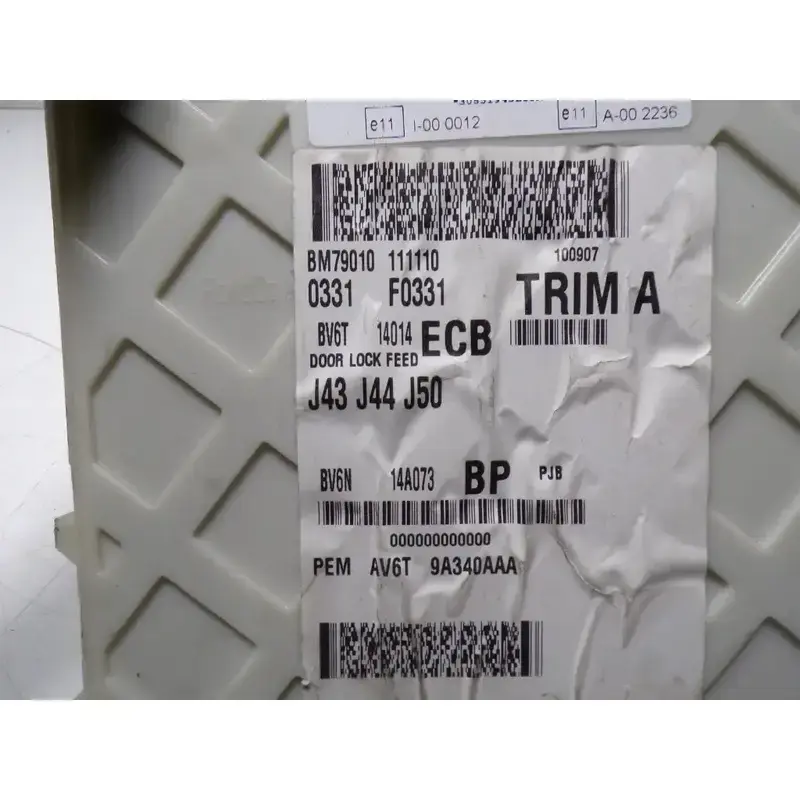 e11 I-00 0012 e11 A-00 2236
BM79010 111110 100907
0331 F0331 TRIM A
BV6T 14014 ECB
DOOR LOCK FEED
J43 J44 J50
BV6N 14A073 BP PJB
000000000000
PEM AV6T 9A340AAA